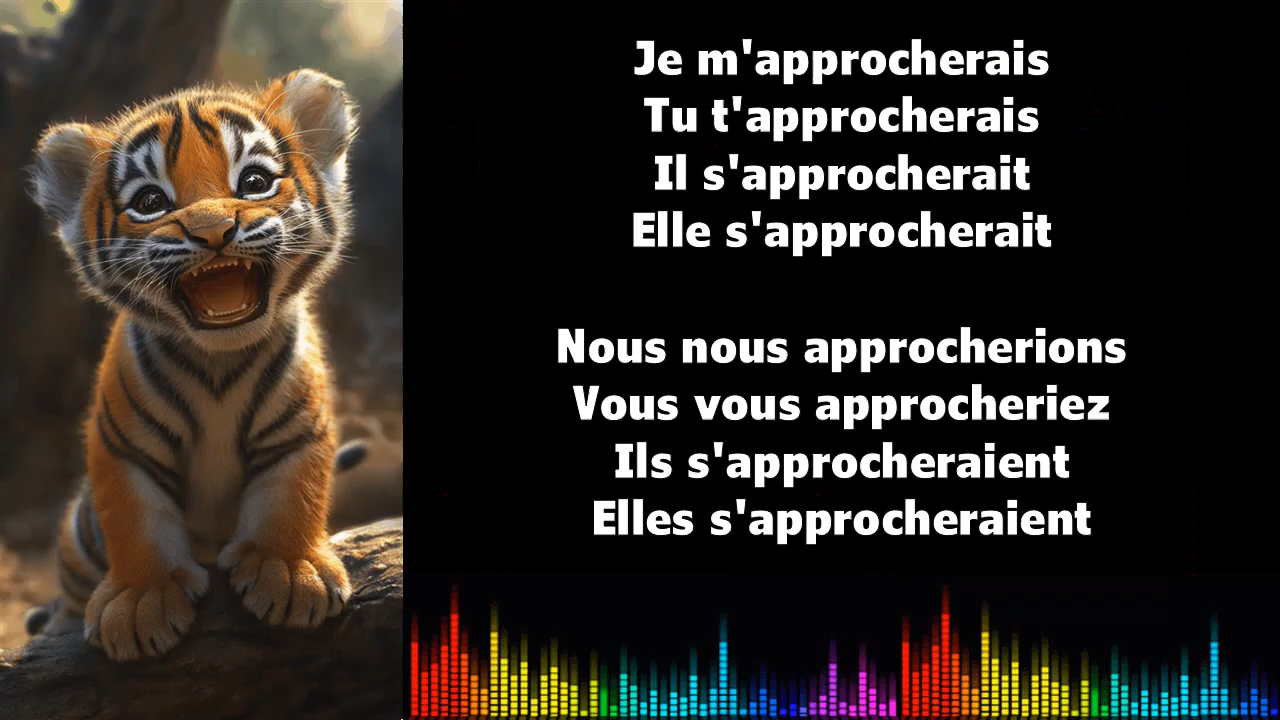 Je m'approcherais
Tu t'approcherais
Il s'approcherait
Elle s'approcherait
Nous nous approcherions
Vous vous approcheriez
Ils s'approcheraient
Elles s'approcheraient